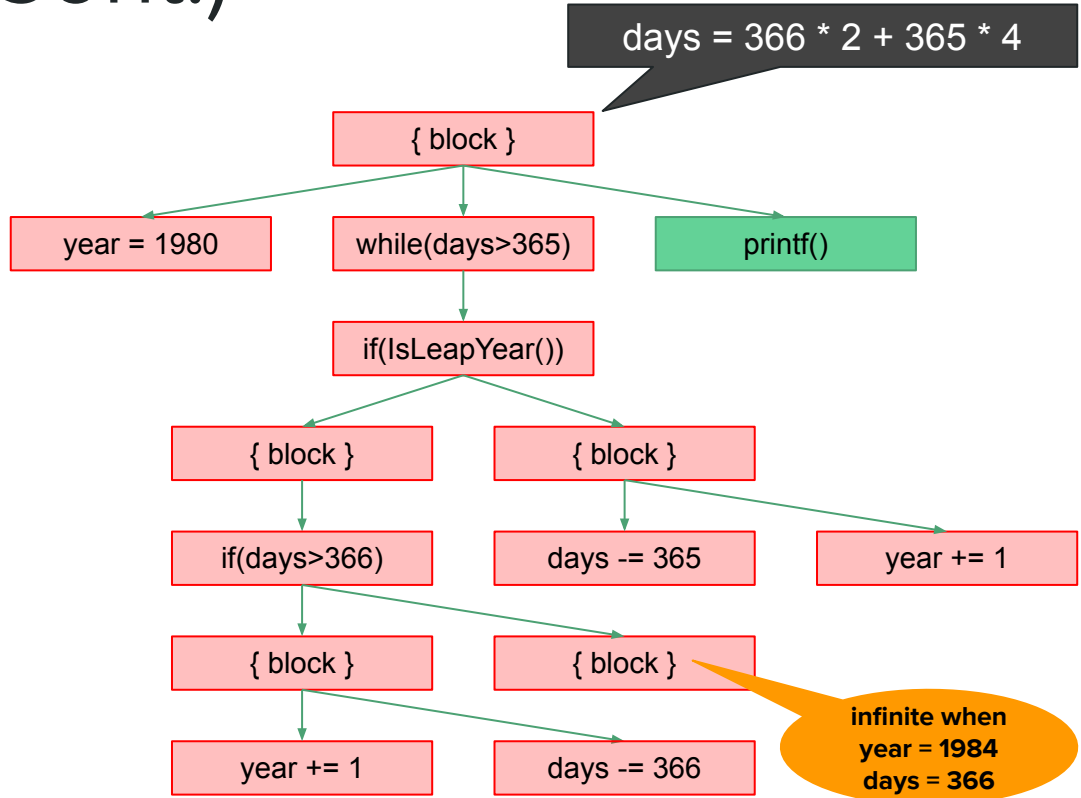 days = 366 * 2 + 365 * 4
{ block }
year = 1980
while(days>365)
printf()
if(IsLeapYear())
{ block }
{ block }
if(days>366)
days -= 365
year += 1
{ block }
{ block }
infinite when
year = 1984
days = 366
year += 1
days -= 366